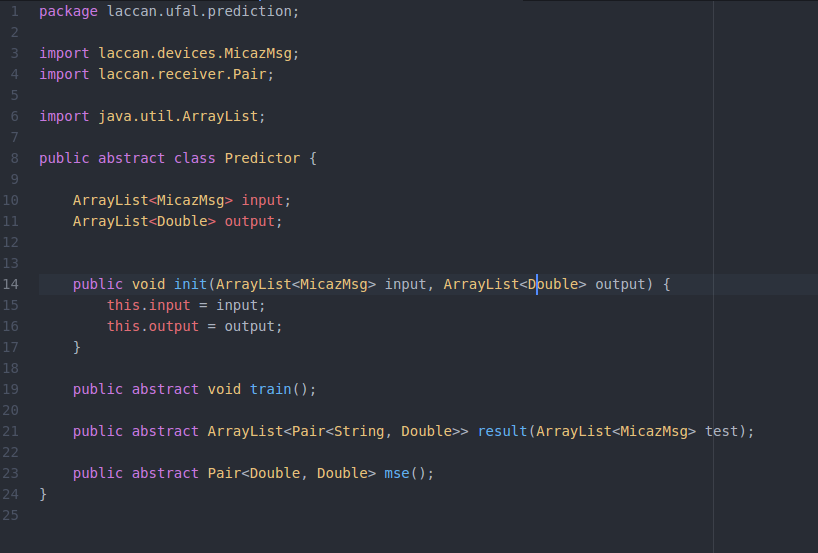 1 package laccan.ufal.prediction;
2
3 import laccan.devices.MicazMsg;
4 import laccan.receiver.Pair;
5
6 import java.util.ArrayList;
7
8 public abstract class Predictor {
9
10 ArrayList<MicazMsg> input;
11 ArrayList<Double> output;
12
13
14 public void init(ArrayList<MicazMsg> input, ArrayList<Double> output) {
15 this.input = input;
16 this.output = output;
17 }
18
19 public abstract void train();
20
21 public abstract ArrayList<Pair<String, Double>> result(ArrayList<MicazMsg> test);
22
23 public abstract Pair<Double, Double> mse();
24 }
25